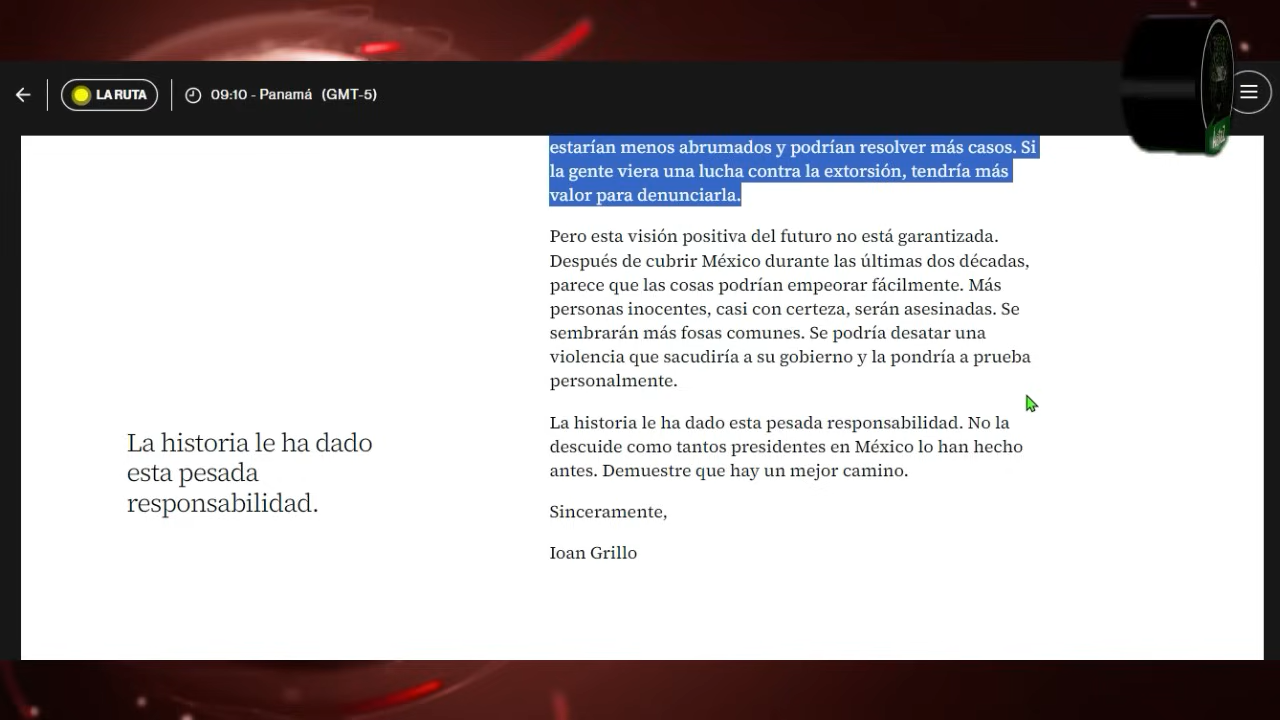 LA RUTA
09:10 - Panamá (GMT-5)
estarían menos abrumados y podrían resolver más casos. Si
la gente viera una lucha contra la extorsión, tendría más
valor para denunciarla.
Pero esta visión positiva del futuro no está garantizada.
Después de cubrir México durante las últimas dos décadas,
parece que las cosas podrían empeorar fácilmente. Más
personas inocentes, casi con certeza, serán asesinadas. Se
sembrarán más fosas comunes. Se podría desatar una
violencia que sacudiría a su gobierno y la pondría a prueba
personalmente.
La historia le ha dado esta pesada responsabilidad. No la
descuide como tantos presidentes en México lo han hecho
antes. Demuestre que hay un mejor camino.
Sinceramente,
Ioan Grillo
La historia le ha dado
esta pesada
responsabilidad.